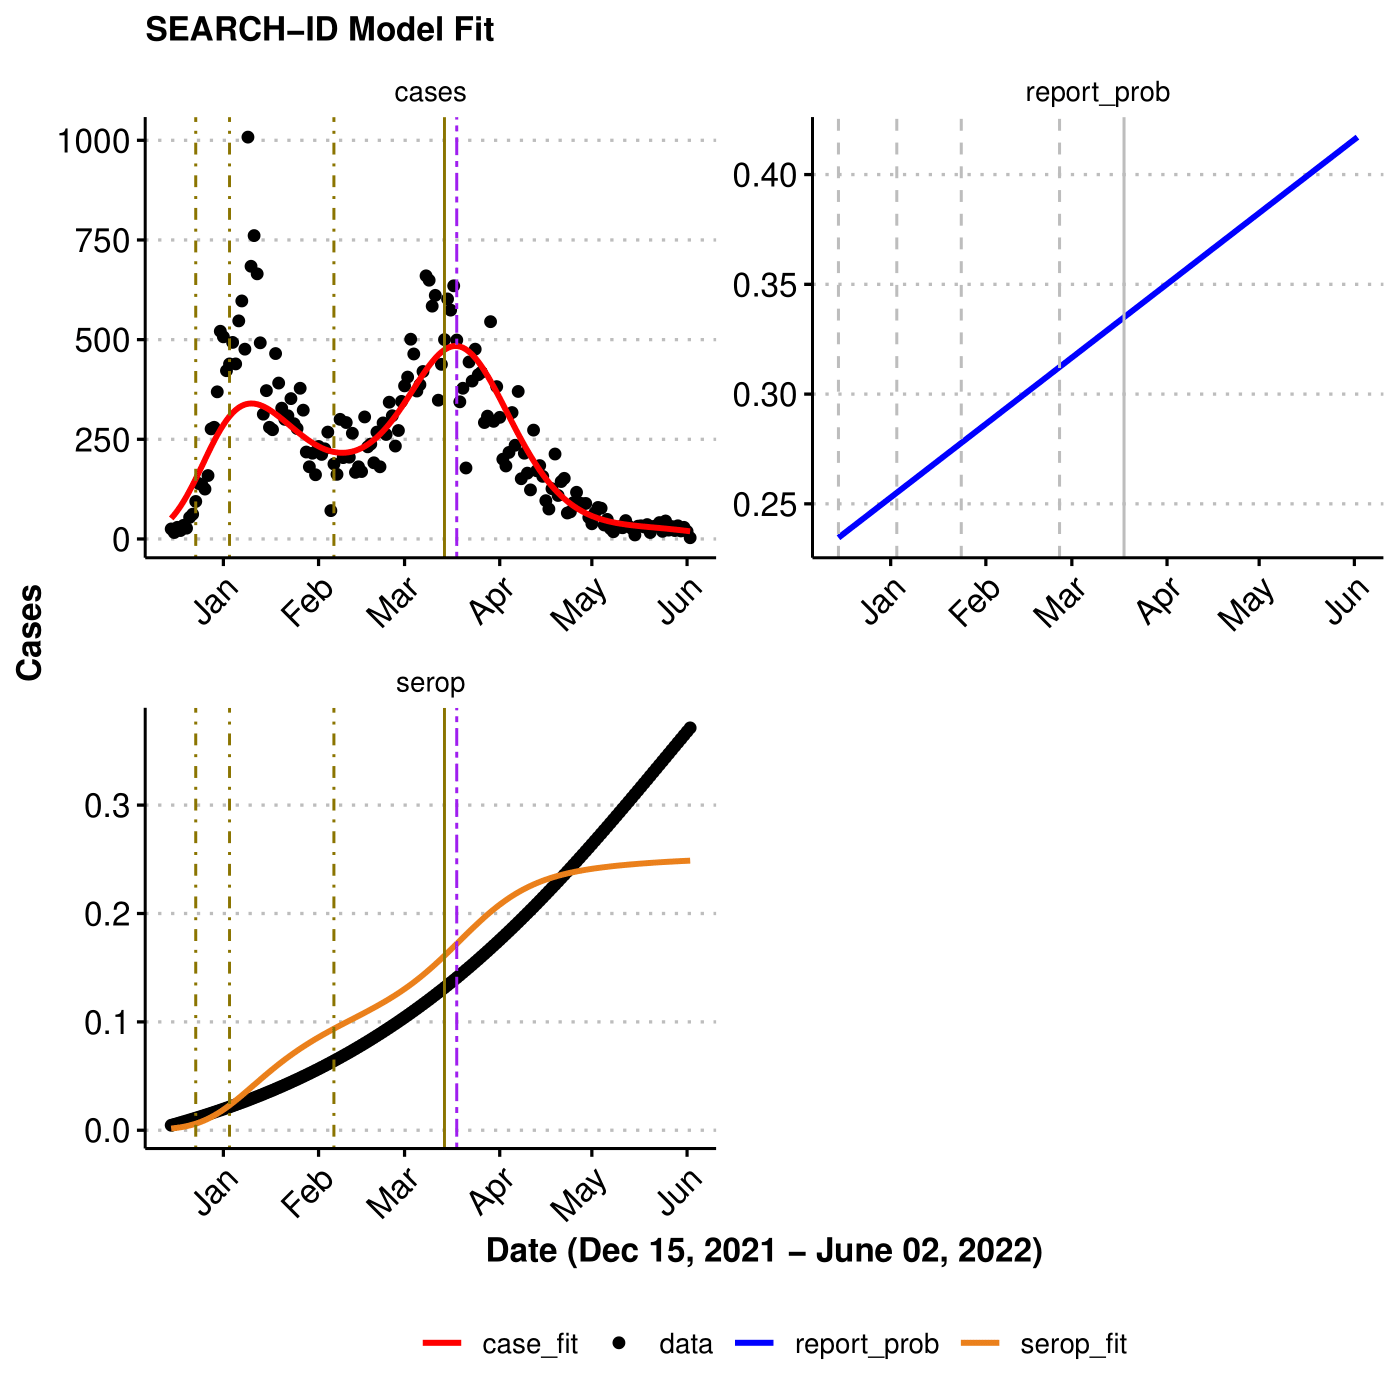 SEARCH–ID Model Fit
cases
1000
750
500
250
0
Jan Feb Mar Apr May Jun
report_prob
0.40
0.35
0.30
0.25
Jan Feb Mar Apr May Jun
Cases
serop
0.3
0.2
0.1
0.0
Jan Feb Mar Apr May Jun
Date (Dec 15, 2021 – June 02, 2022)
case_fit data report_prob serop_fit